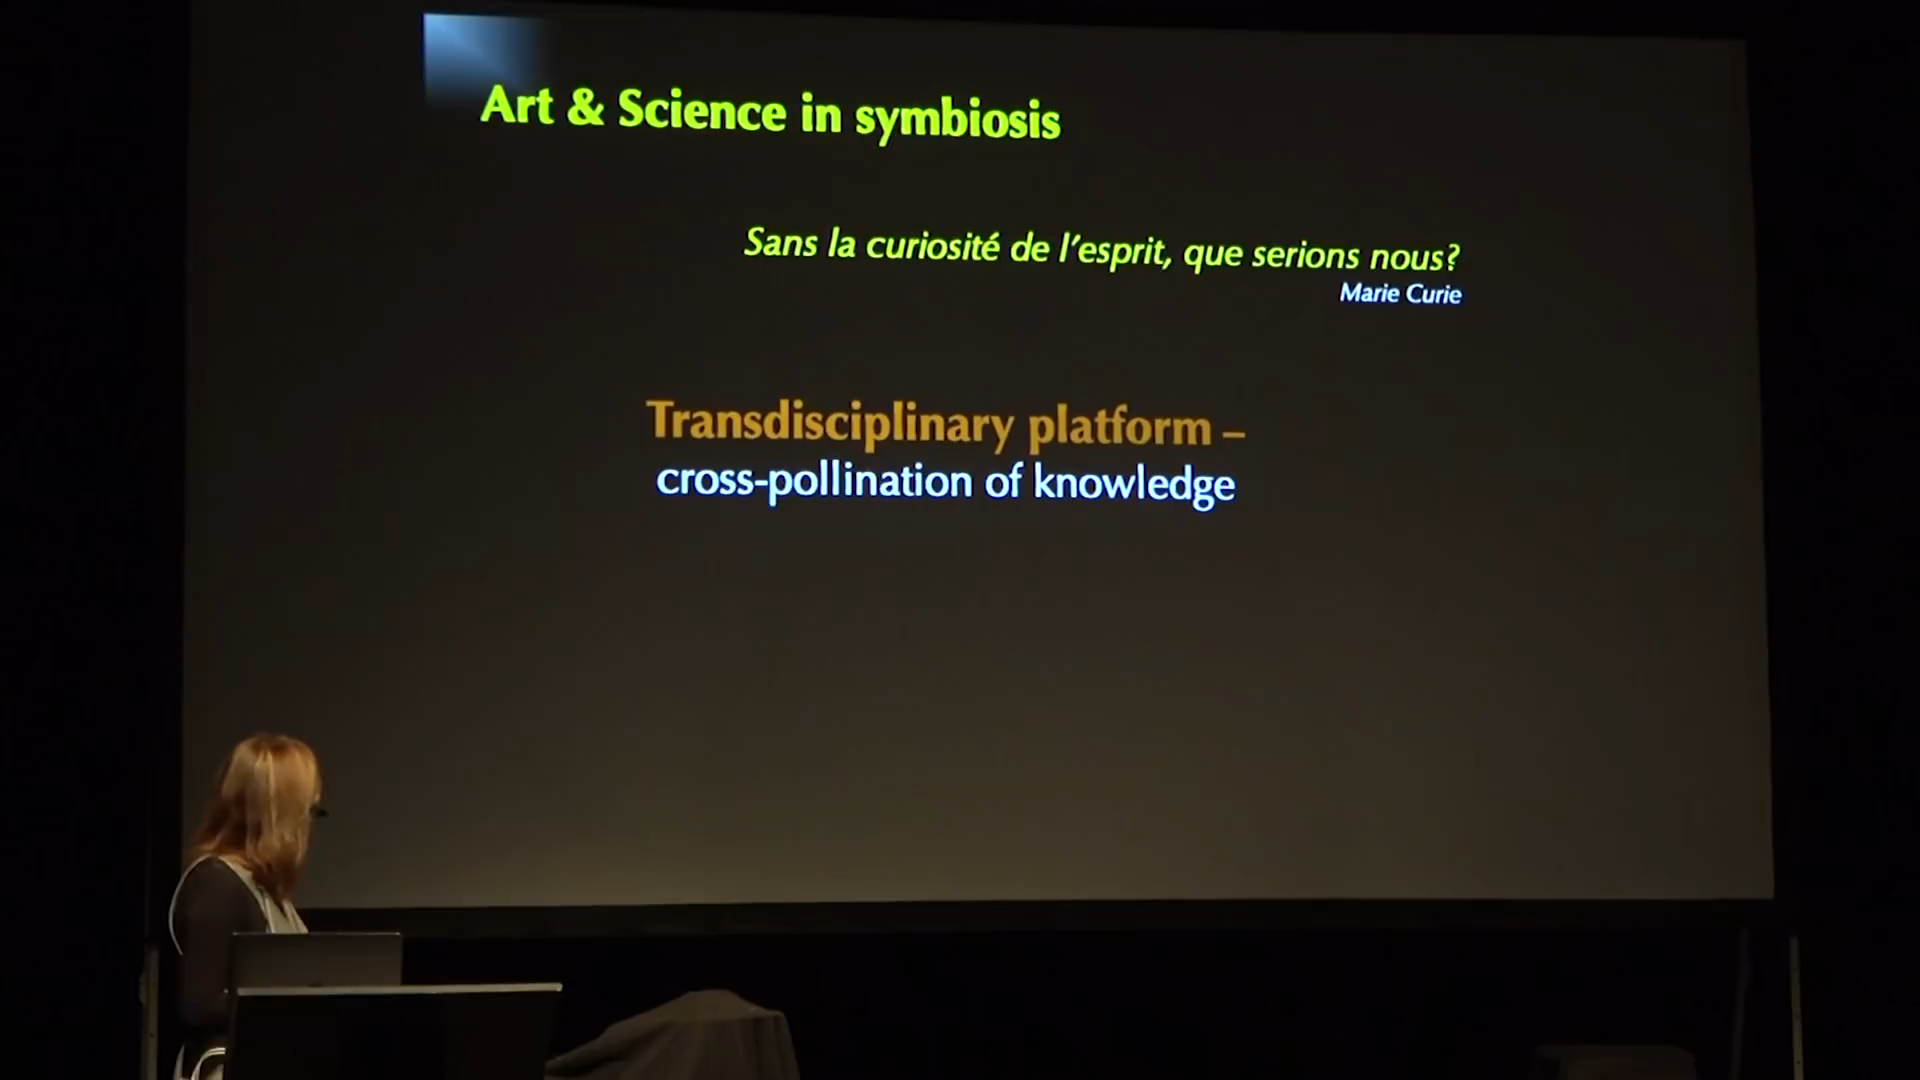 Art & Science in symbiosis
Sans la curiosité de l'esprit, que serions nous?
Marie Curie
Transdisciplinary platform –
cross-pollination of knowledge